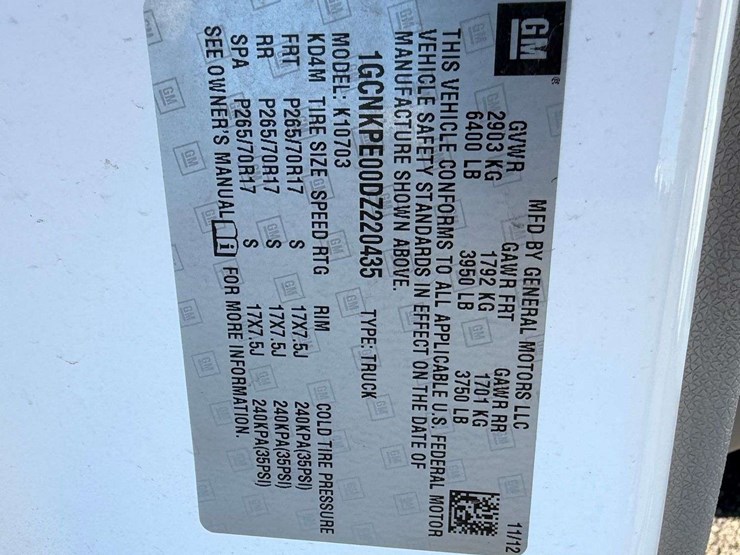 GM®
MFD BY GENERAL MOTORS LLC 11/12
GVWR GAWR FRT GAWR RR
2903 KG 1792 KG 1701 KG
6400 LB 3950 LB 3750 LB
THIS VEHICLE CONFORMS TO ALL APPLICABLE U.S. FEDERAL MOTOR
VEHICLE SAFETY STANDARDS IN EFFECT ON THE DATE OF
MANUFACTURE SHOWN ABOVE.
1GCNKPE00DZ220435 TYPE: TRUCK
MODEL: K10703
KD4M TIRE SIZE SPEED RTG RIM COLD TIRE PRESSURE
FRT P265/70R17 S 17X7.5J 240KPA(35PSI)
RR P265/70R17 S 17X7.5J 240KPA(35PSI)
SPA P265/70R17 S 17X7.5J 240KPA(35PSI)
SEE OWNER'S MANUAL i FOR MORE INFORMATION.